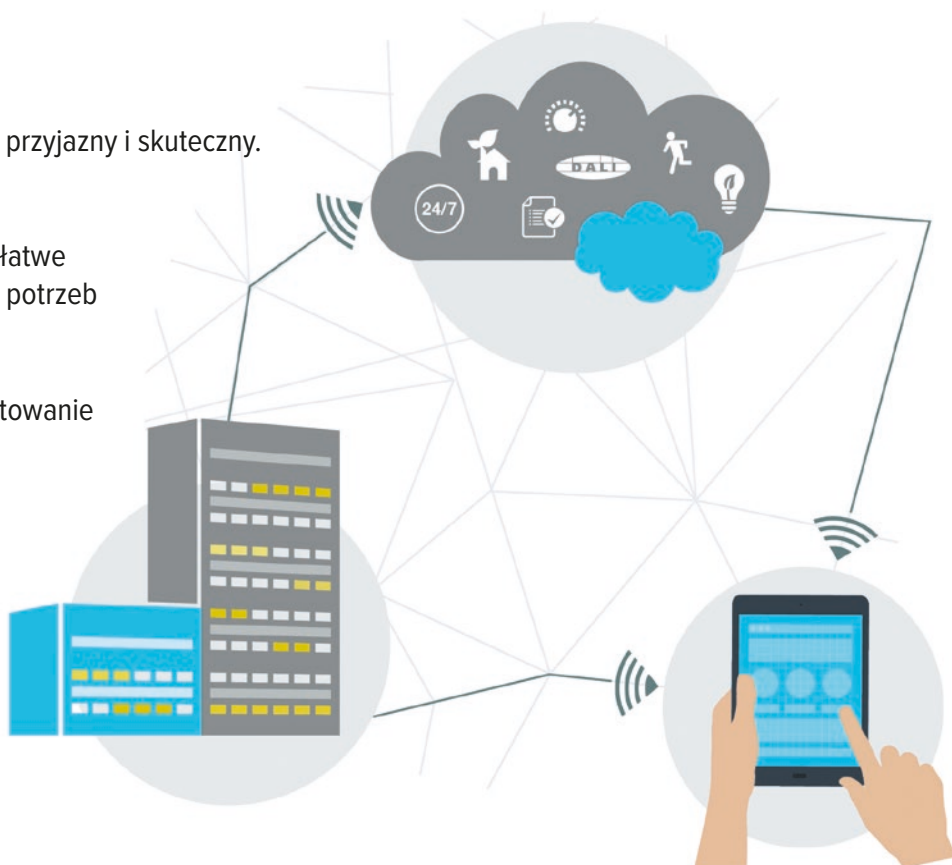 przyjazny i skuteczny.
DALI
24/7
łatwe
potrzeb
towanie